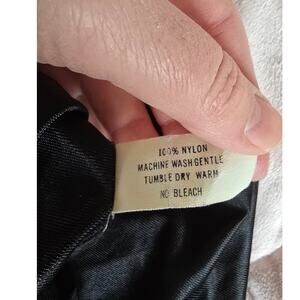 100% NYLON
MACHINE WASH GENTLE
TUMBLE DRY WARM
NO BLEACH